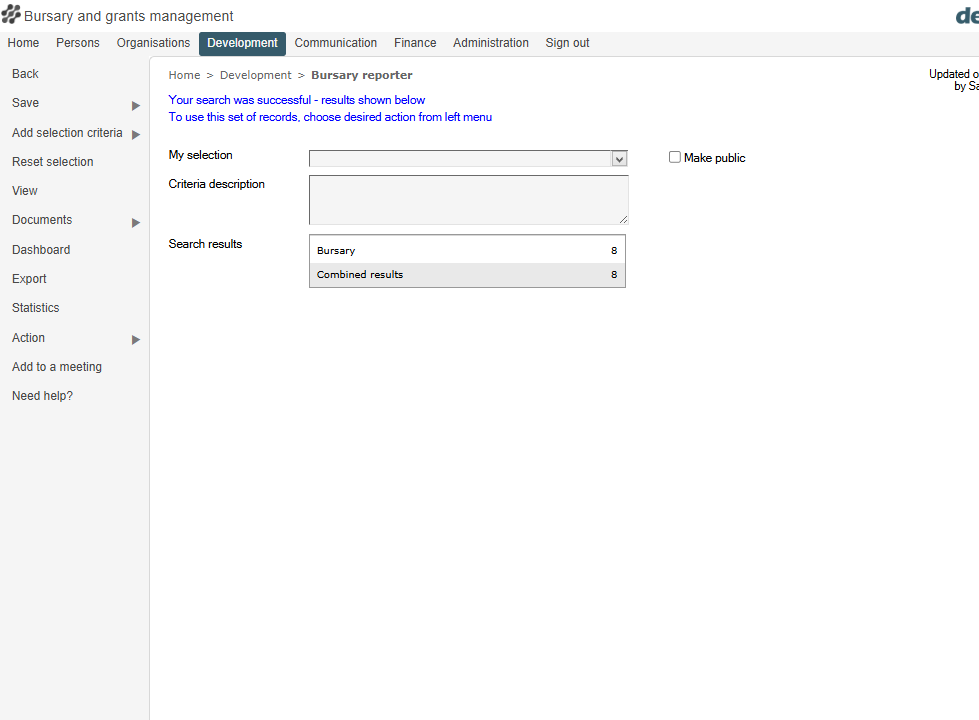 Bursary and grants management
Home Persons Organisations Development Communication Finance Administration Sign out
Back
Save
Add selection criteria
Reset selection
View
Documents
Dashboard
Export
Statistics
Action
Add to a meeting
Need help?
Home > Development > Bursary reporter
Updated o
by Sa
Your search was successful - results shown below
To use this set of records, choose desired action from left menu
My selection
Make public
Criteria description
Search results
Bursary 8
Combined results 8